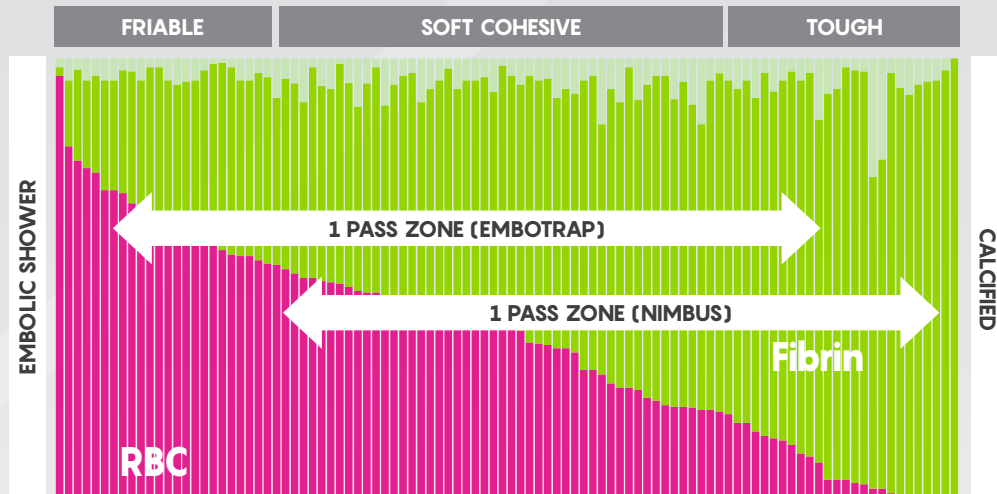 FRIABLE
SOFT COHESIVE
TOUGH
EMBOLIC SHOWER
1 PASS ZONE (EMBOTRAP)
1 PASS ZONE (NIMBUS)
CALCIFIED
Fibrin
RBC